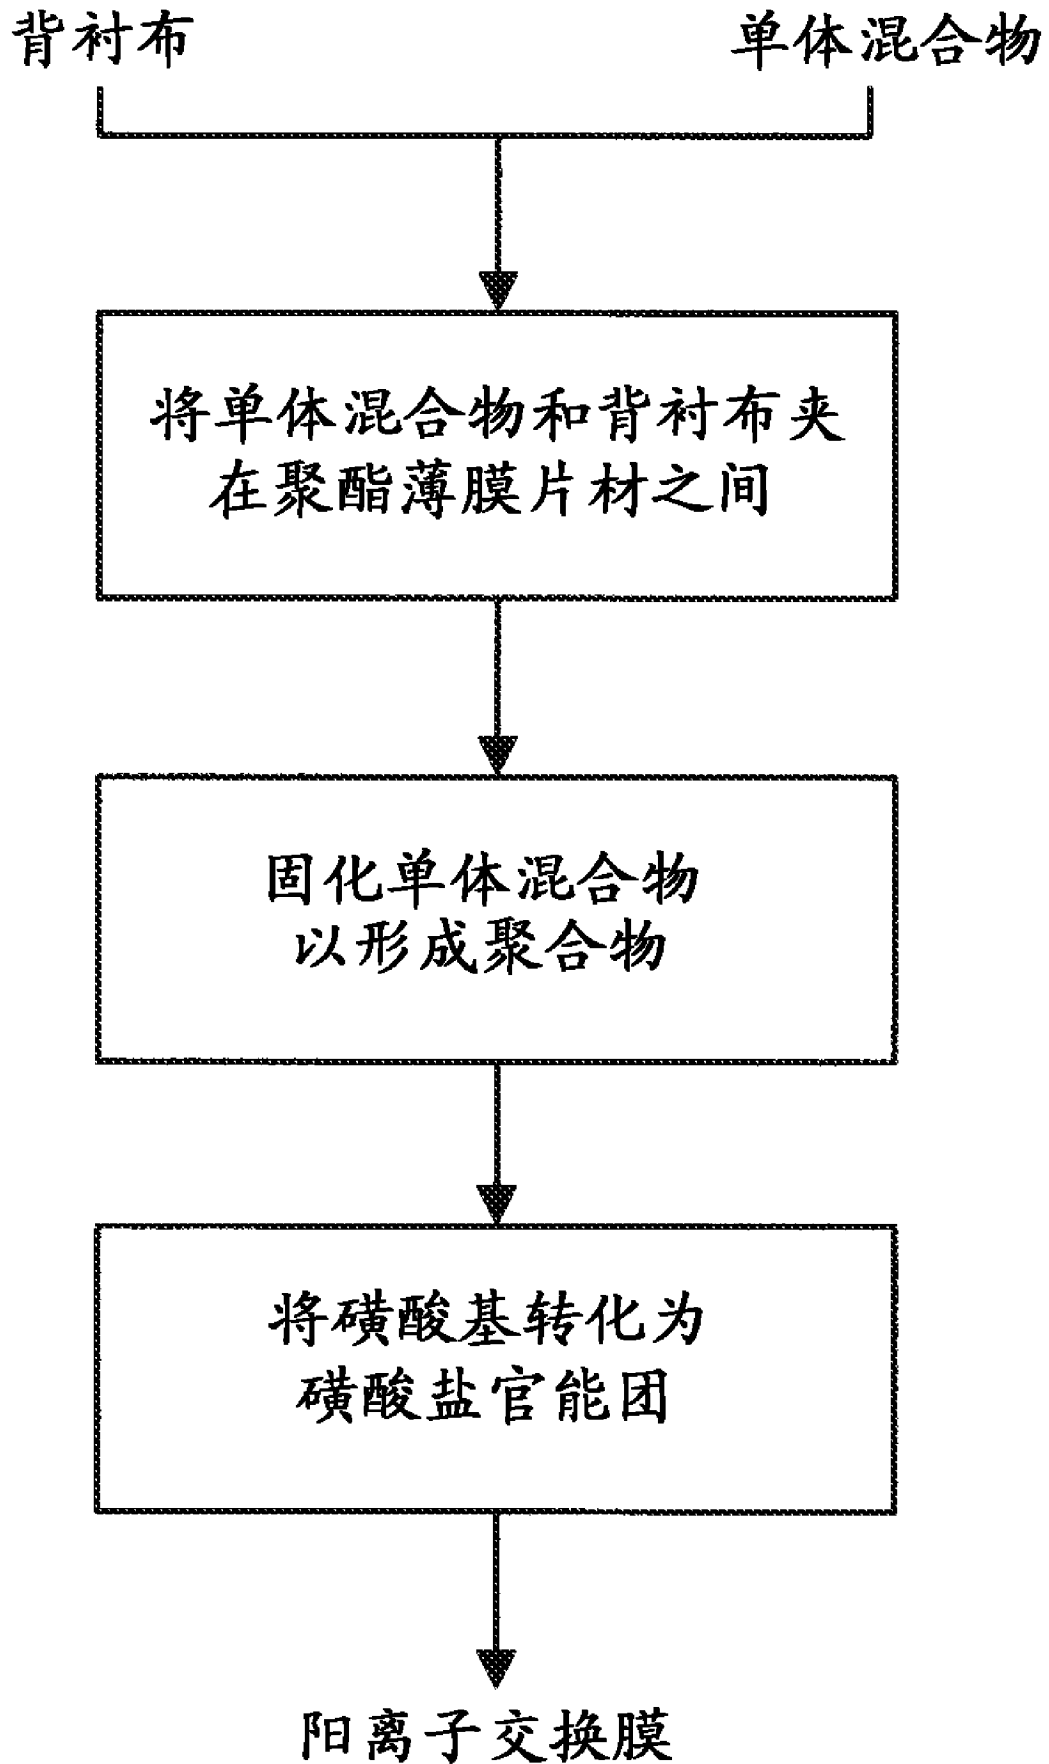 背衬布
单体混合物
将单体混合物和背衬布夹
在聚酯薄膜片材之间
固化单体混合物
以形成聚合物
将磺酸基转化为
磺酸盐官能团
阳离子交换膜